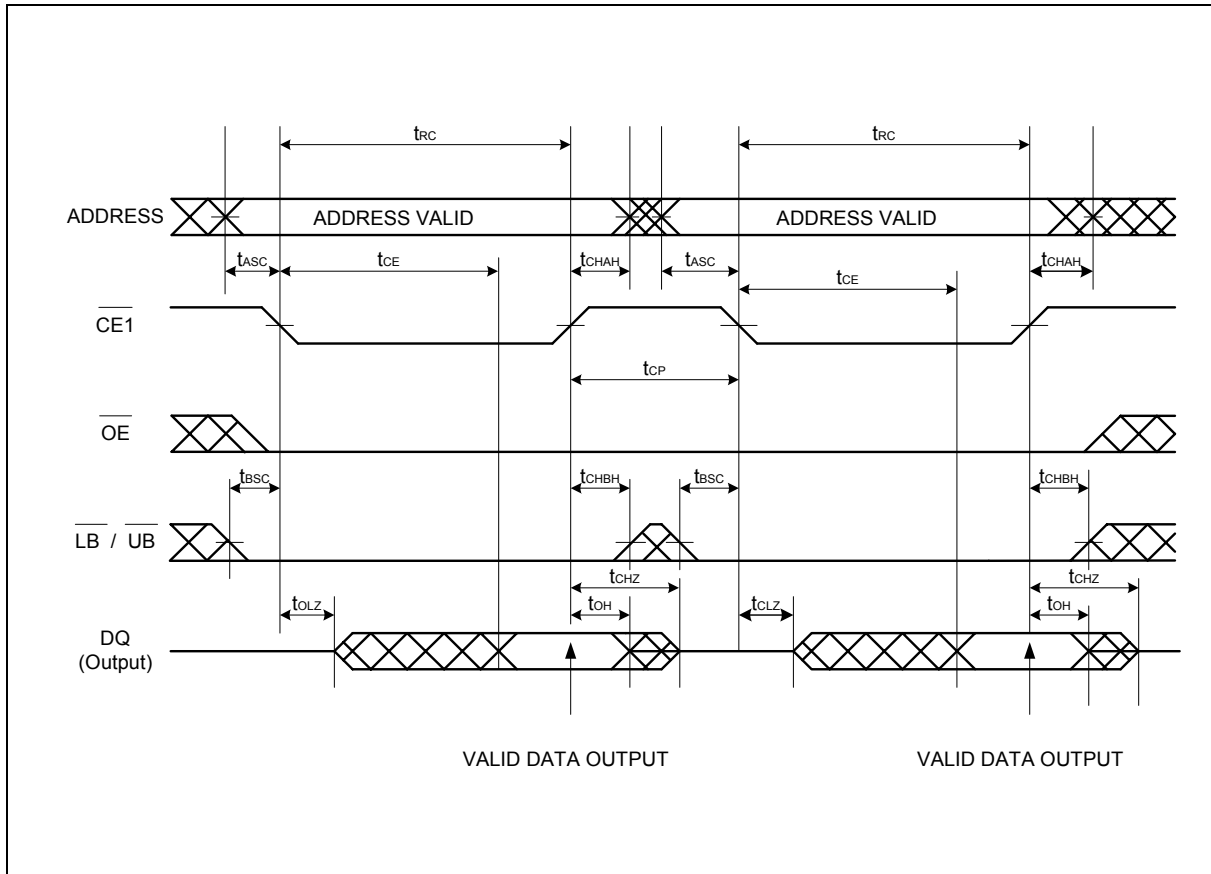 tRC tRC
ADDRESS ADDRESS VALID ADDRESS VALID
tASC tCE tCHAH tASC tCE tCHAH
CE1
tCP
OE
tBSC tCHBH tBSC tCHBH
LB / UB
tCHZ tCHZ
tOLZ tOH tCLZ tOH
DQ
(Output)
VALID DATA OUTPUT VALID DATA OUTPUT